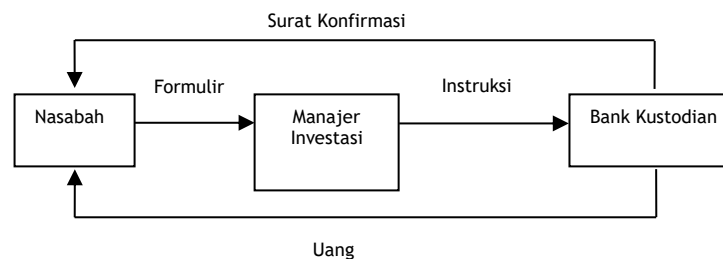 Surat Konfirmasi
Formulir
Instruksi
Nasabah
Manajer
Investasi
Bank Kustodian
Uang